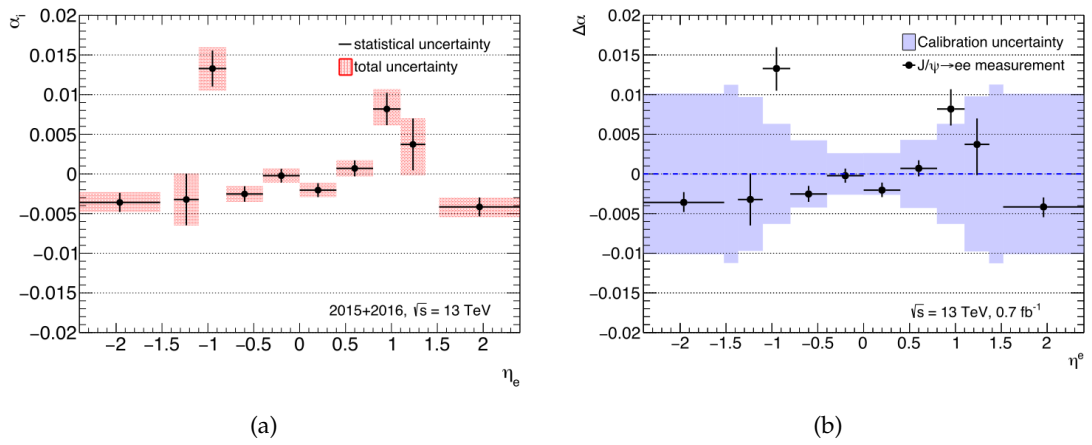 αᵢ
0.02
0.015
0.01
0.005
0
−0.005
−0.01
−0.015
−0.02
statistical uncertainty
total uncertainty
2015+2016, √s = 13 TeV
−2 −1.5 −1 −0.5 0 0.5 1 1.5 2
η_e
(a)
Δα
0.02
0.015
0.01
0.005
0
−0.005
−0.01
−0.015
−0.02
Calibration uncertainty
J/ψ→ee measurement
√s = 13 TeV, 0.7 fb⁻¹
−2 −1.5 −1 −0.5 0 0.5 1 1.5 2
ηᵉ
(b)